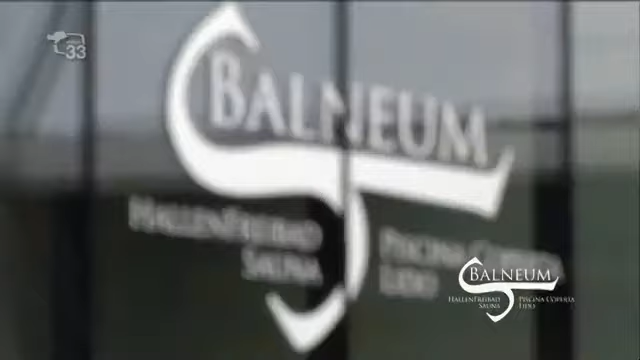 33
BALNEUM
HALLENFREIBAD PISCINA COPERTA
SAUNA LIDO
BALNEUM
HALLENFREIBAD PISCINA COPERTA
SAUNA LIDO